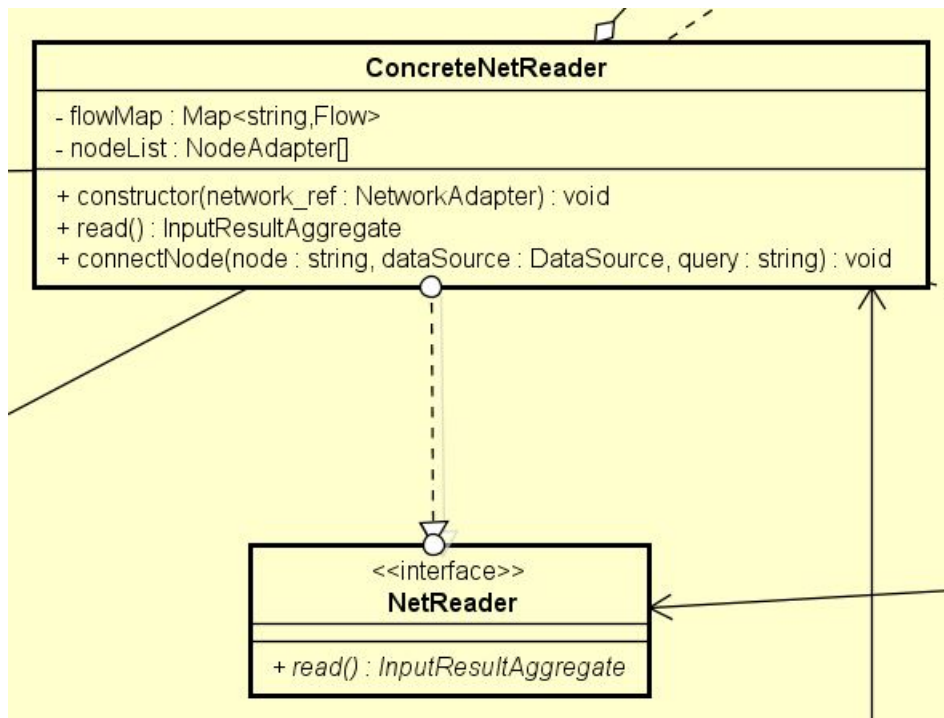 ConcreteNetReader
- flowMap : Map<string,Flow>
- nodeList : NodeAdapter[]
+ constructor(network_ref : NetworkAdapter) : void
+ read() : InputResultAggregate
+ connectNode(node : string, dataSource : DataSource, query : string) : void
<<interface>>
NetReader
+ read() : InputResultAggregate